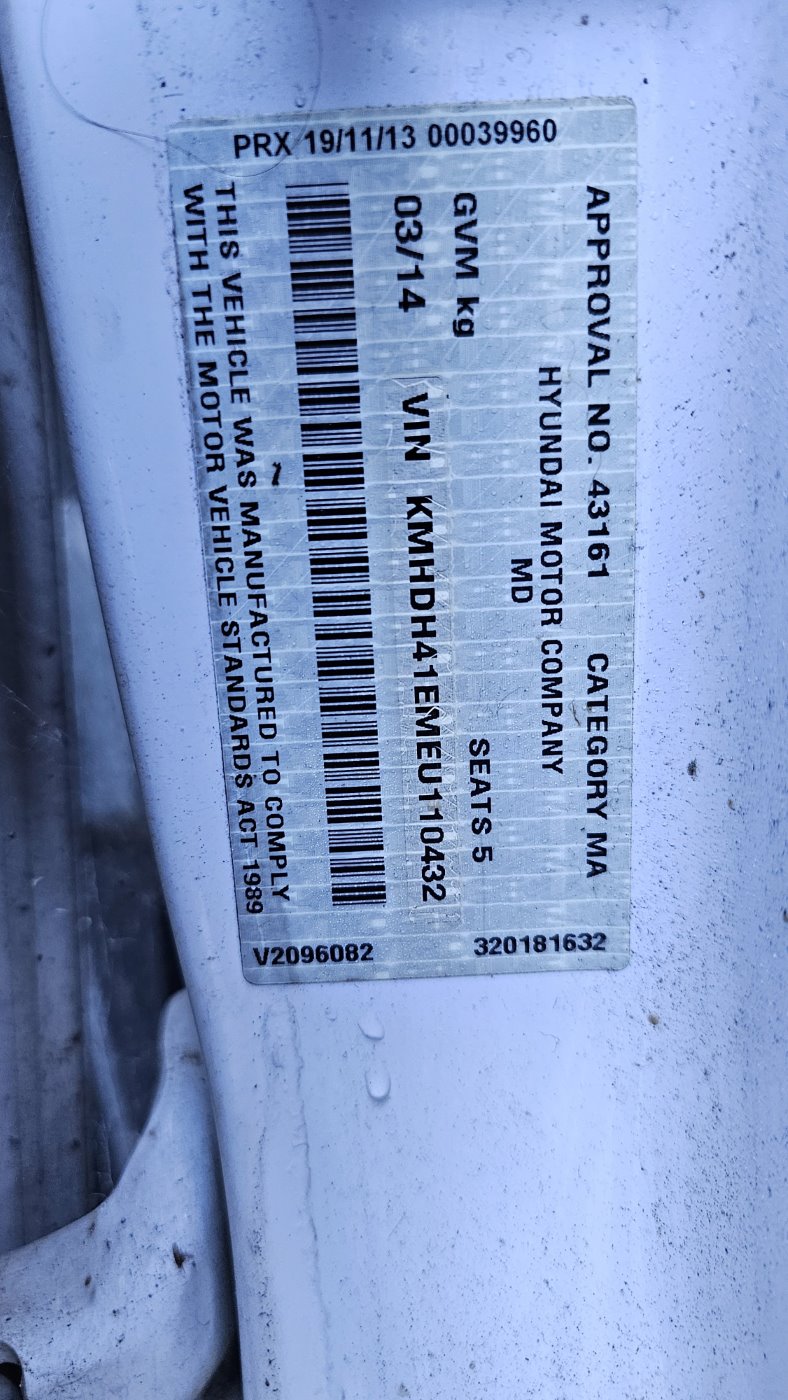 PRX 19/11/13 00039960
APPROVAL NO. 43161 CATEGORY MA
HYUNDAI MOTOR COMPANY
MD
GVM kg SEATS 5
03/14 VIN KMHDH41EMEU110432
THIS VEHICLE WAS MANUFACTURED TO COMPLY
WITH THE MOTOR VEHICLE STANDARDS ACT 1989
V2096082 320181632